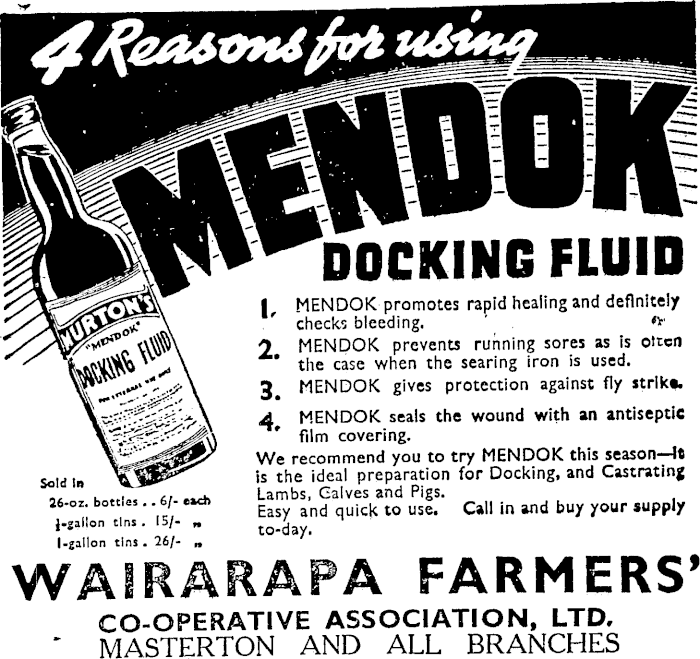 4 Reasons for using
MENDOK
DOCKING FLUID
1. MENDOK promotes rapid healing and definitely
checks bleeding.
2. MENDOK prevents running sores as is often
the case when the searing iron is used.
3. MENDOK gives protection against fly strike.
4. MENDOK seals the wound with an antiseptic
film covering.
We recommend you to try MENDOK this season—it
is the ideal preparation for Docking, and Castrating
Lambs, Calves and Pigs.
Easy and quick to use. Call in and buy your supply
to-day.
MURTON'S
"MENDOK"
DOCKING FLUID
FOR EXTERNAL USE ONLY
Sold in
26-oz. bottles . . 6/- each
½-gallon tins . 15/- „
1-gallon tins . 26/- „
WAIRARAPA FARMERS'
CO-OPERATIVE ASSOCIATION, LTD.
MASTERTON AND ALL BRANCHES